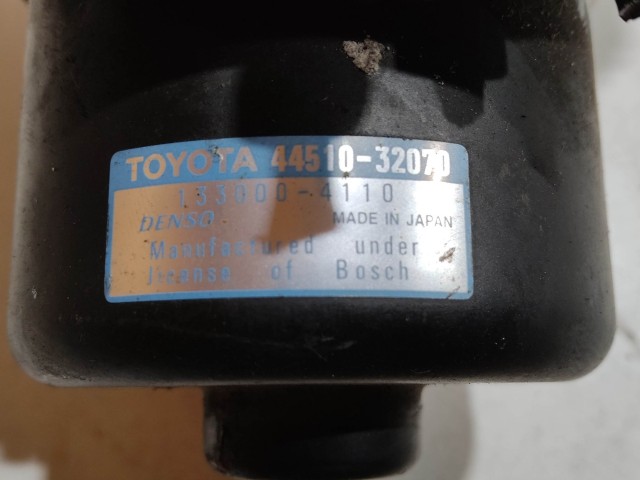 TOYOTA 44510-32070
133000-4110
DENSO MADE IN JAPAN
Manufactured under
license of Bosch